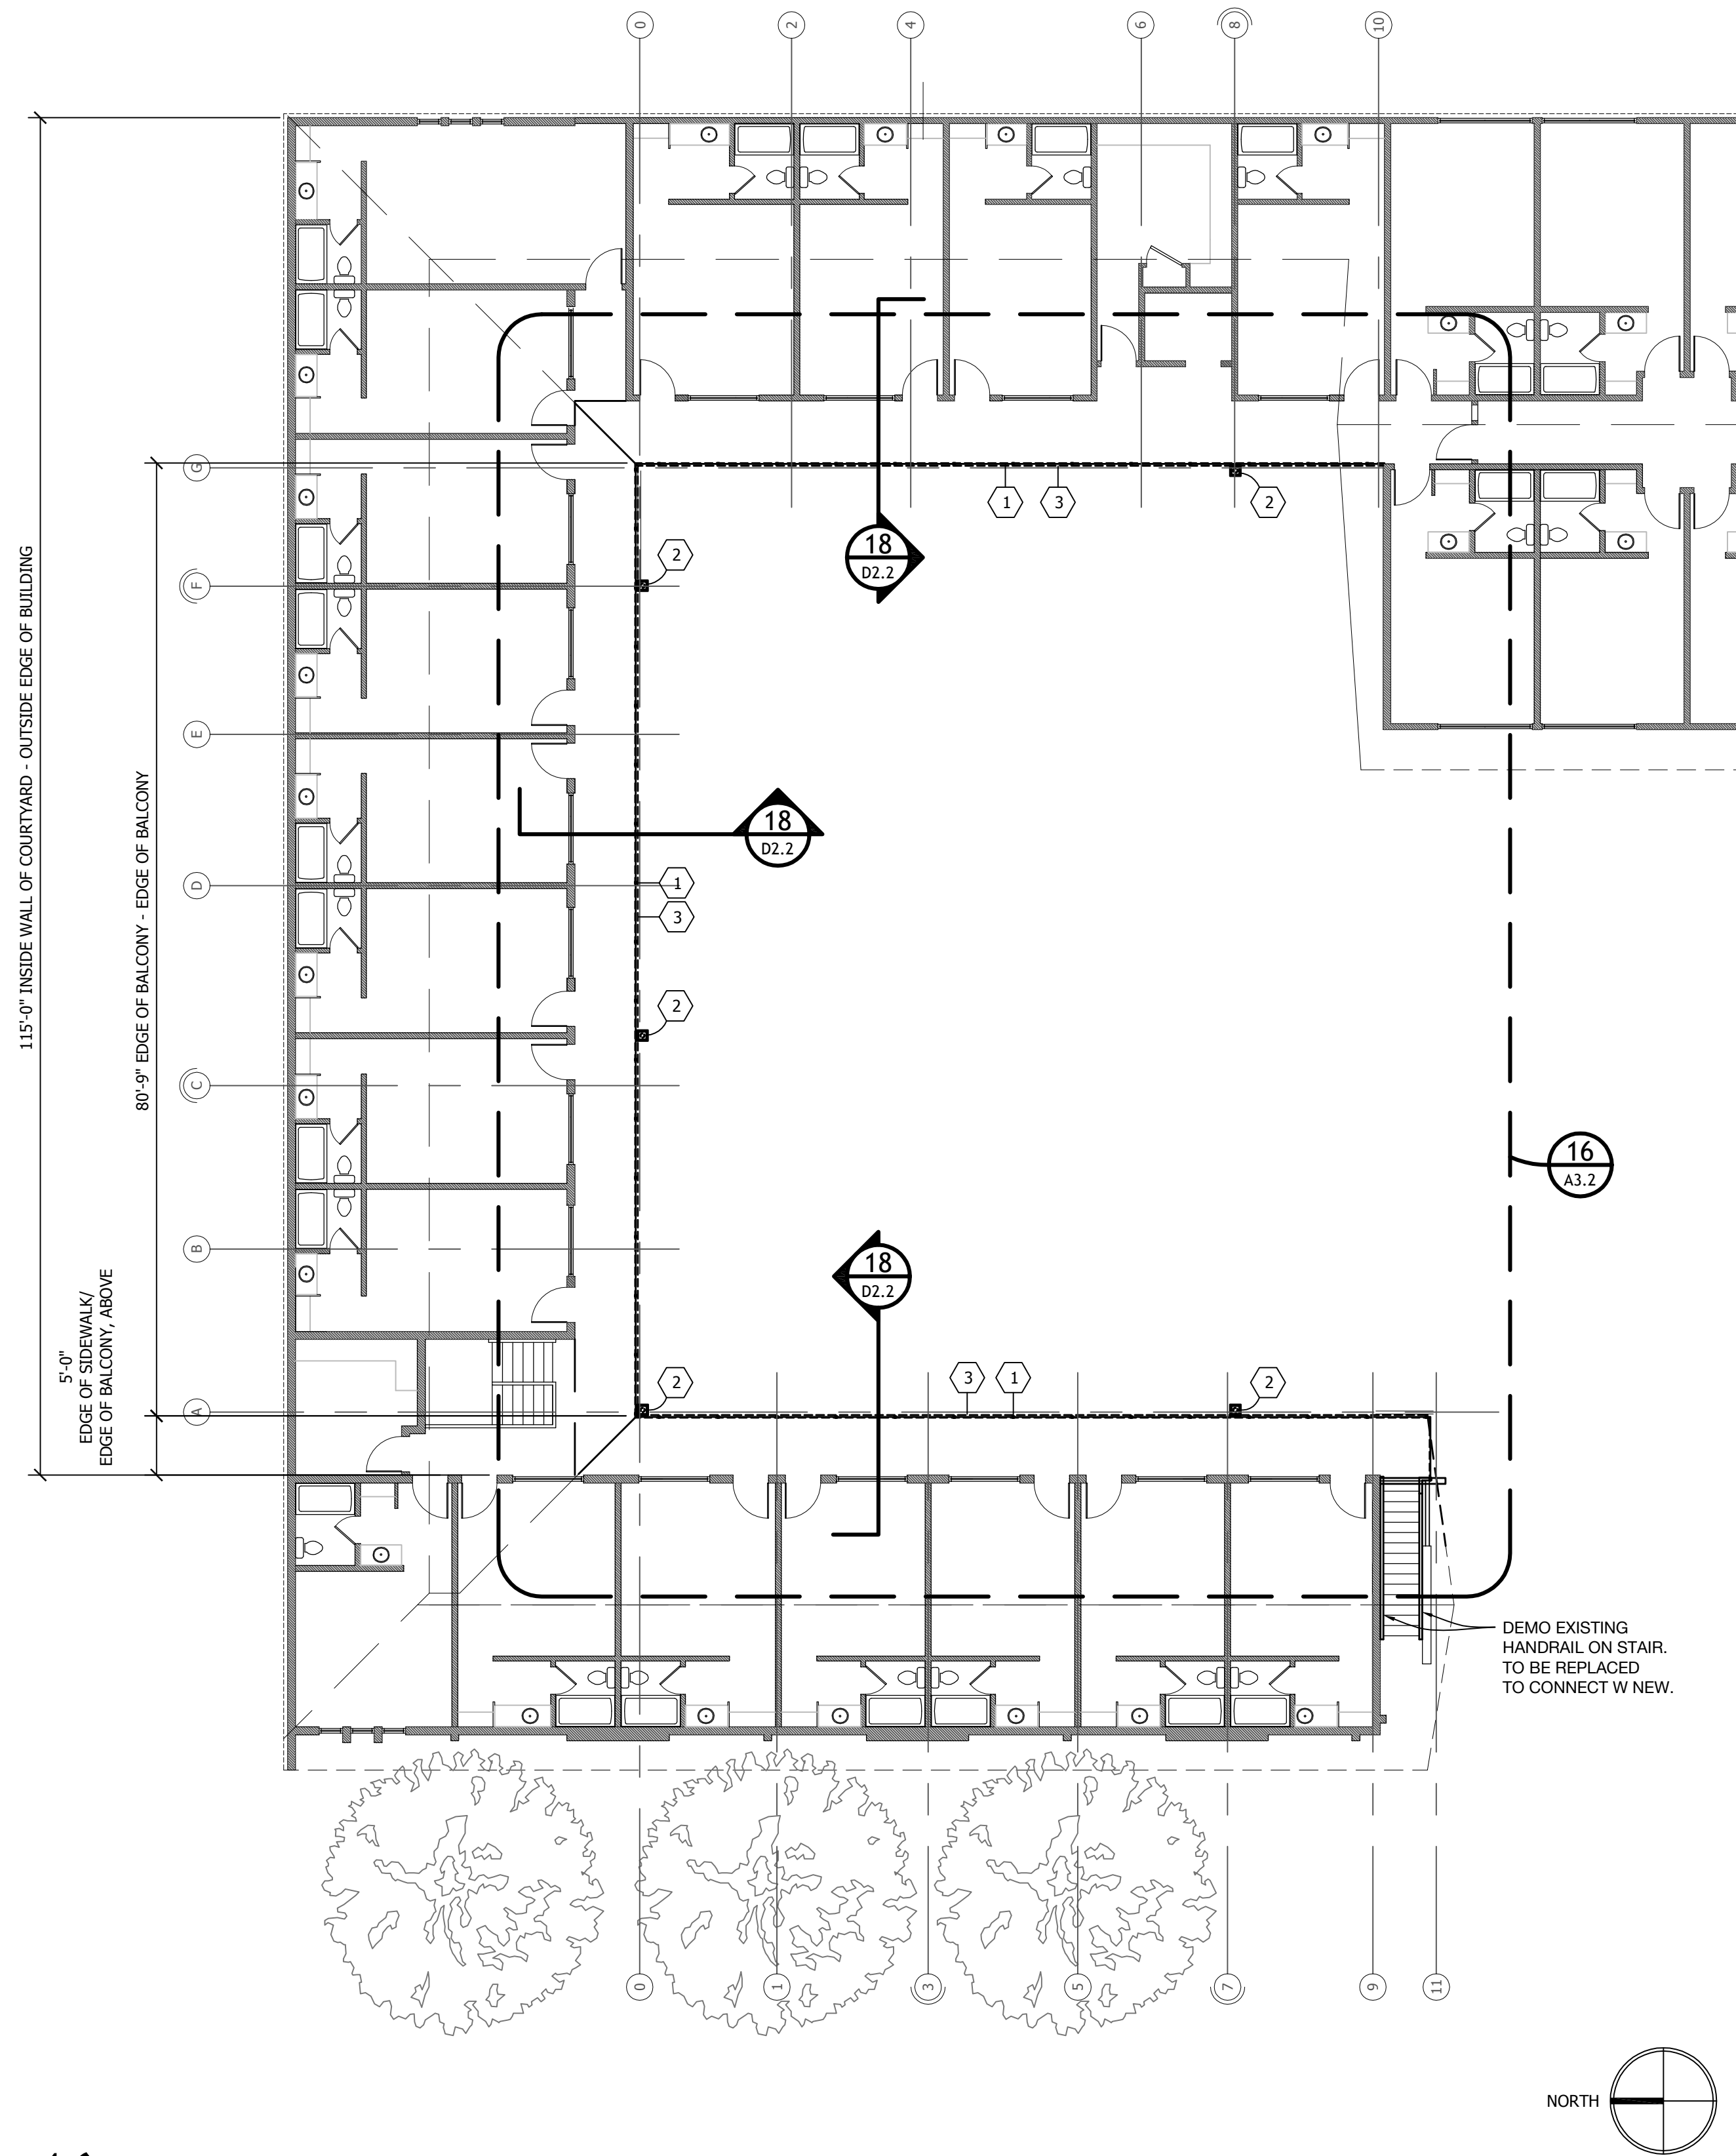 0
2
4
6
8
10
G
F
E
D
C
B
A
115'-0" INSIDE WALL OF COURTYARD - OUTSIDE EDGE OF BUILDING
80'-9" EDGE OF BALCONY - EDGE OF BALCONY
5'-0"
EDGE OF SIDEWALK/
EDGE OF BALCONY, ABOVE
1
3
2
2
18
D2.2
18
D2.2
1
3
2
16
A3.2
18
D2.2
2
3
1
2
DEMO EXISTING
HANDRAIL ON STAIR.
TO BE REPLACED
TO CONNECT W NEW.
0
1
3
5
7
9
11
NORTH